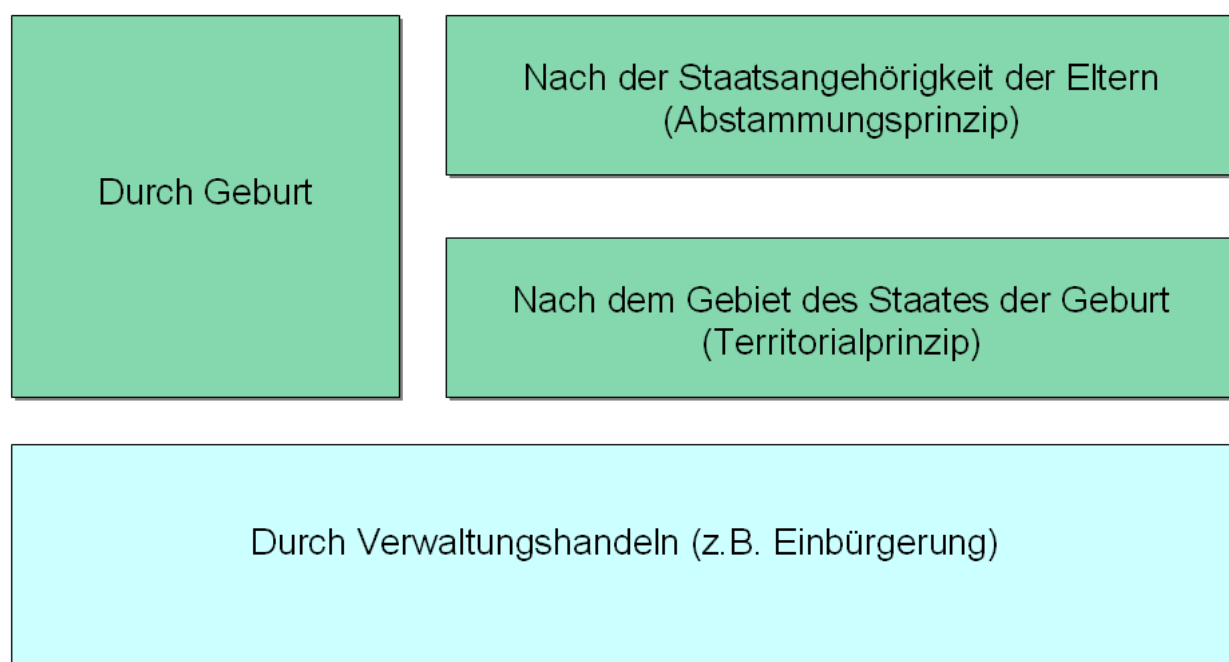 Durch Geburt
Nach der Staatsangehörigkeit der Eltern
(Abstammungsprinzip)
Nach dem Gebiet des Staates der Geburt
(Territorialprinzip)
Durch Verwaltungshandeln (z.B. Einbürgerung)